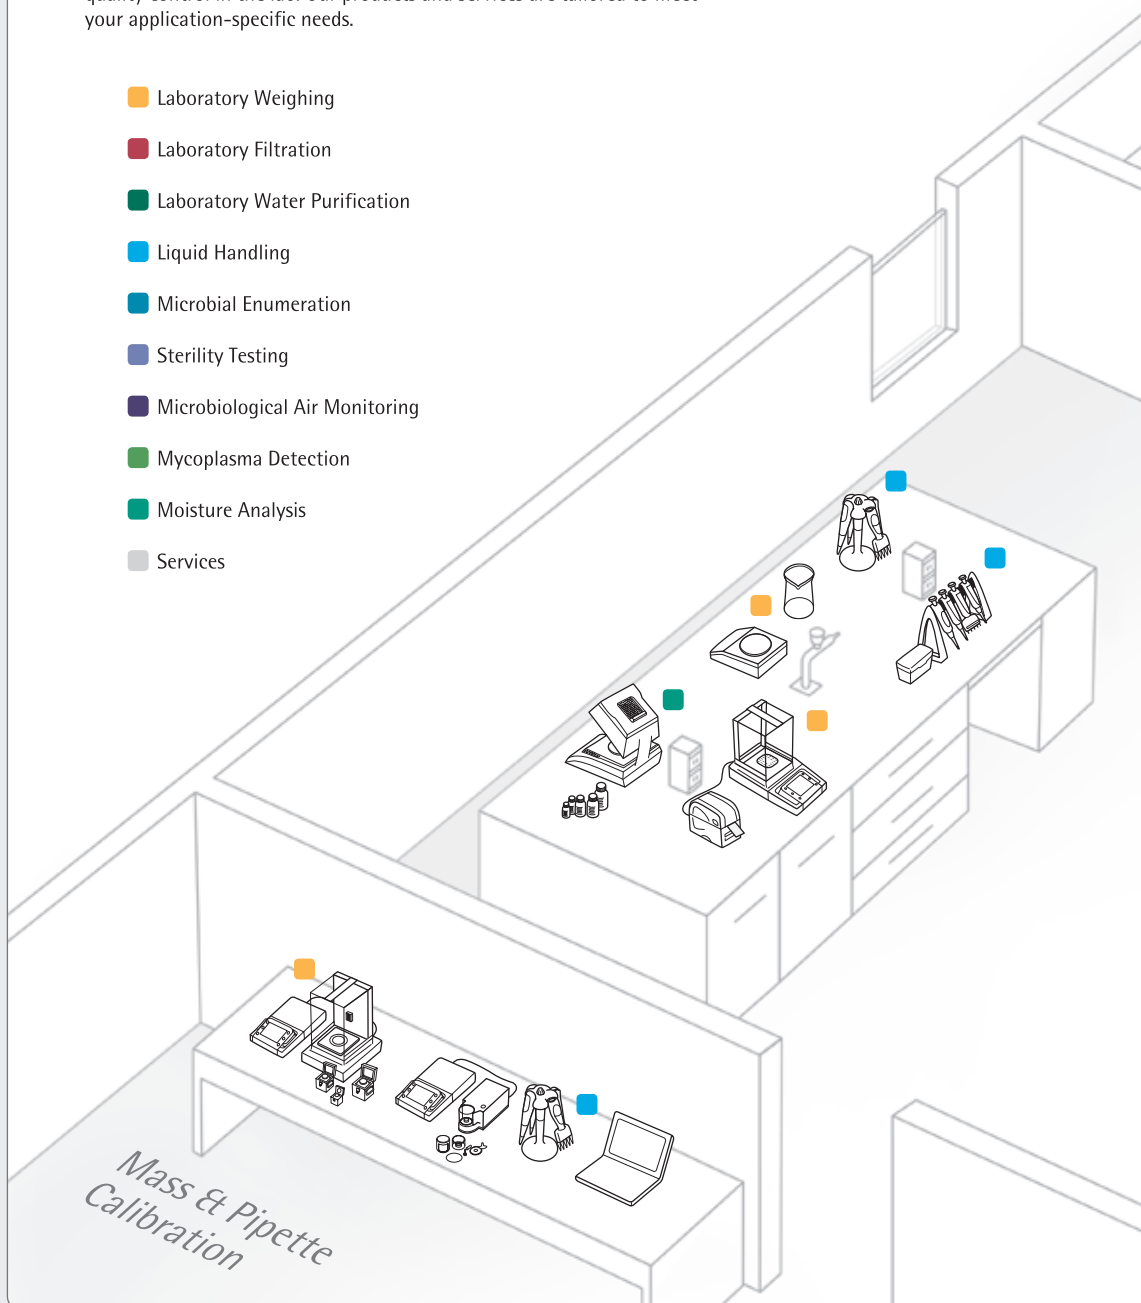 your application-specific needs.
Laboratory Weighing
Laboratory Filtration
Laboratory Water Purification
Liquid Handling
Microbial Enumeration
Sterility Testing
Microbiological Air Monitoring
Mycoplasma Detection
Moisture Analysis
Services
Mass & Pipette
Calibration